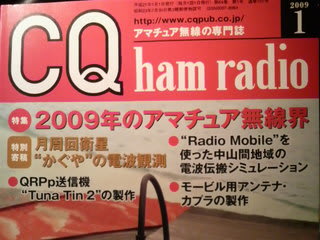 2009
1
http://www.cqpub.co.jp/
アマチュア無線の専門誌
CQ ham radio
特集 2009年のアマチュア無線界
特別寄稿 月周回衛星
“かぐや”の電波観測
●QRPp送信機
“Tuna Tin 2”の製作
●“Radio Mobile”を
使った中山間地域の
電波伝搬シミュレーション
●モービル用アンテナ・
カプラの製作